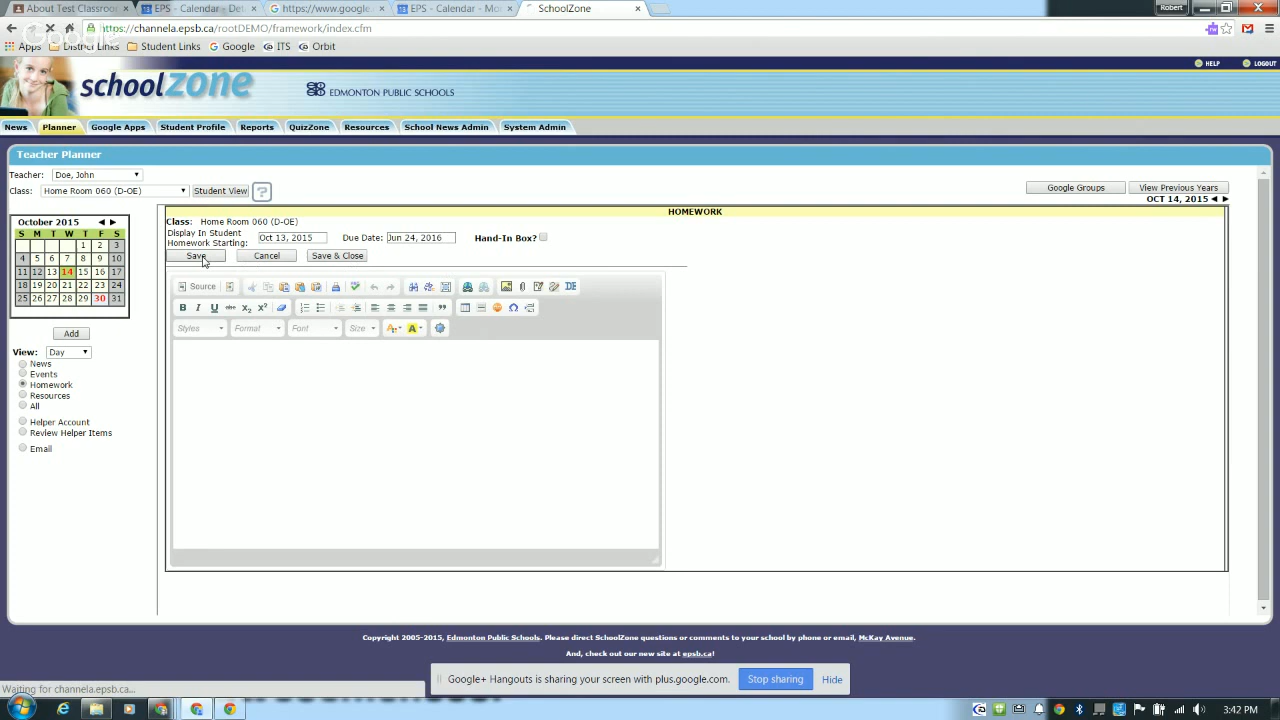 About Test Classroo
EPS - Calendar - De
https://www.google.
EPS - Calendar - Mo
SchoolZone
Robert
https://channela.epsb.ca/rootDEMO/framework/index.cfm
Google
Apps
District Links
Student Links
Google
ITS
Orbit
HELP
LOGOUT
schoolzone
EDMONTON PUBLIC SCHOOLS
News
Planner
Google Apps
Student Profile
Reports
QuizZone
Resources
School News Admin
System Admin
Teacher Planner
Teacher: Doe, John
Class: Home Room 060 (D-OE)
Student View
?
Google Groups
View Previous Years
OCT 14, 2015
October 2015
S M T W T F S
1 2 3
4 5 6 7 8 9 10
11 12 13 14 15 16 17
18 19 20 21 22 23 24
25 26 27 28 29 30 31
Add
View: Day
News
Events
Homework
Resources
All
Helper Account
Review Helper Items
Email
HOMEWORK
Class: Home Room 060 (D-OE)
Display In Student
Homework Starting: Oct 13, 2015 Due Date: Jun 24, 2016 Hand-In Box?
Save
Cancel
Save & Close
Source
B I U abc x2 x2
Styles
Format
Font
Size
A
A
Copyright 2005-2015, Edmonton Public Schools. Please direct SchoolZone questions or comments to your school by phone or email, McKay Avenue.
And, check out our new site at epsb.ca!
Google+ Hangouts is sharing your screen with plus.google.com.
Stop sharing
Hide
Waiting for channela.epsb.ca...
3:42 PM